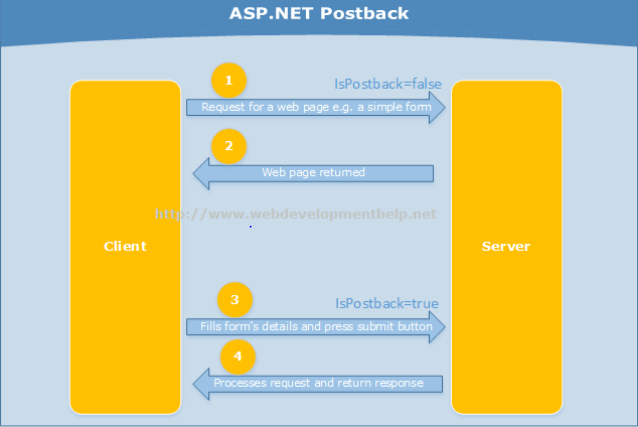 ASP.NET Postback
1
IsPostback=false
Request for a web page e.g. a simple form
2
Web page returned
http://www.webdevelopmenthelp.net
Client
Server
3
IsPostback=true
Fills form's details and press submit button
4
Processes request and return response